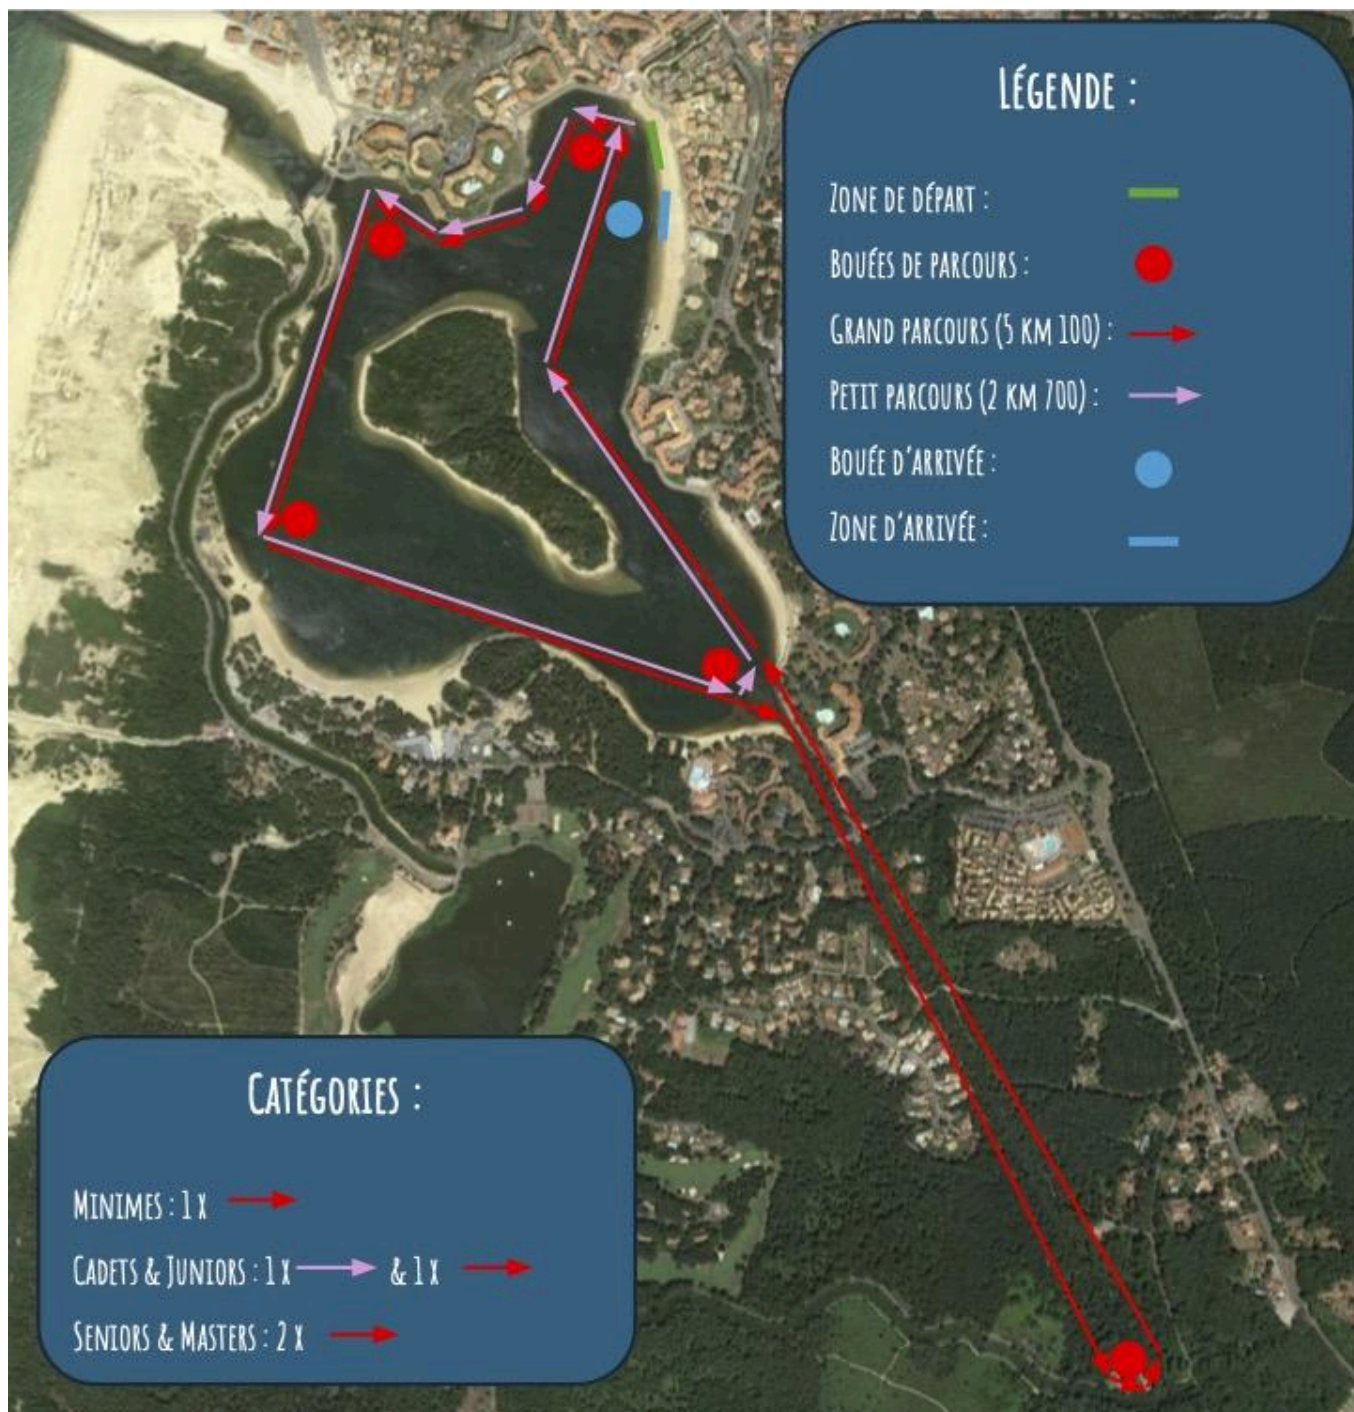 Légende :
Zone de départ :
Bouées de parcours :
Grand parcours (5 km 100) :
Petit parcours (2 km 700) :
Bouée d'arrivée :
Zone d'arrivée :
Catégories :
Minimes : 1 x
Cadets & Juniors : 1 x & 1 x
Seniors & Masters : 2 x